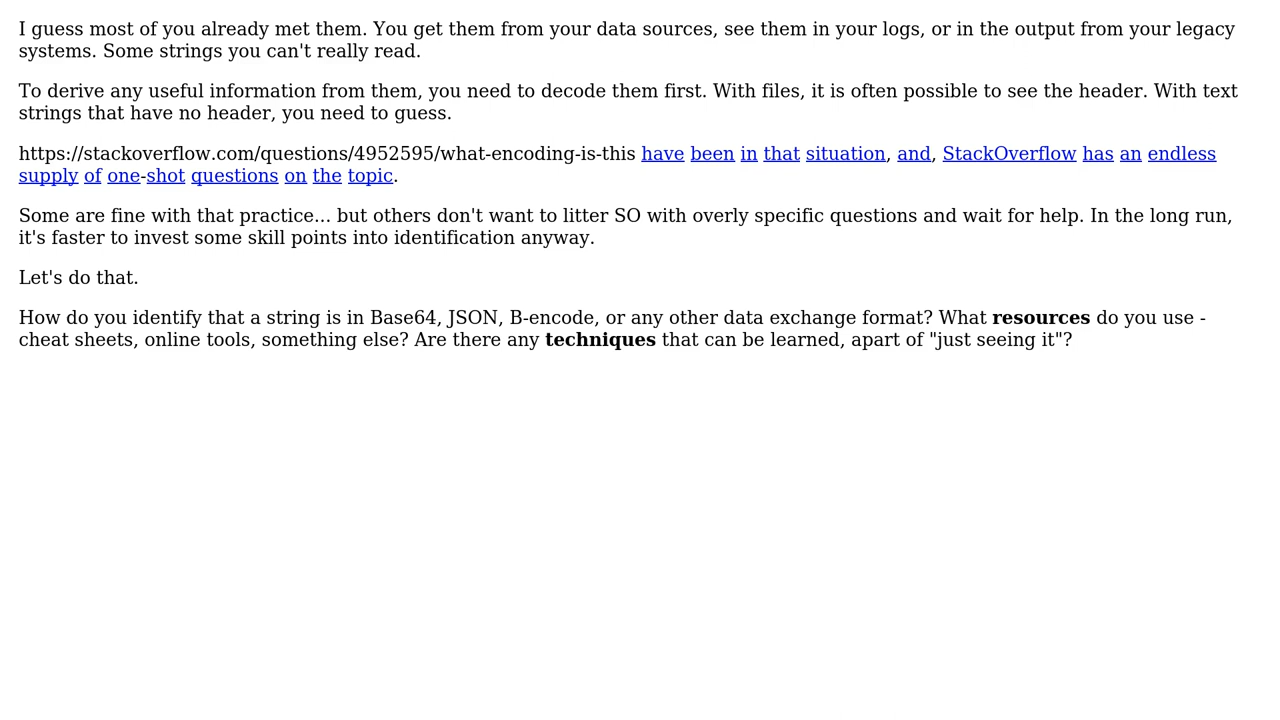 I guess most of you already met them. You get them from your data sources, see them in your logs, or in the output from your legacy
systems. Some strings you can't really read.
To derive any useful information from them, you need to decode them first. With files, it is often possible to see the header. With text
strings that have no header, you need to guess.
https://stackoverflow.com/questions/4952595/what-encoding-is-this have been in that situation, and, StackOverflow has an endless
supply of one-shot questions on the topic.
Some are fine with that practice... but others don't want to litter SO with overly specific questions and wait for help. In the long run,
it's faster to invest some skill points into identification anyway.
Let's do that.
How do you identify that a string is in Base64, JSON, B-encode, or any other data exchange format? What resources do you use -
cheat sheets, online tools, something else? Are there any techniques that can be learned, apart of "just seeing it"?